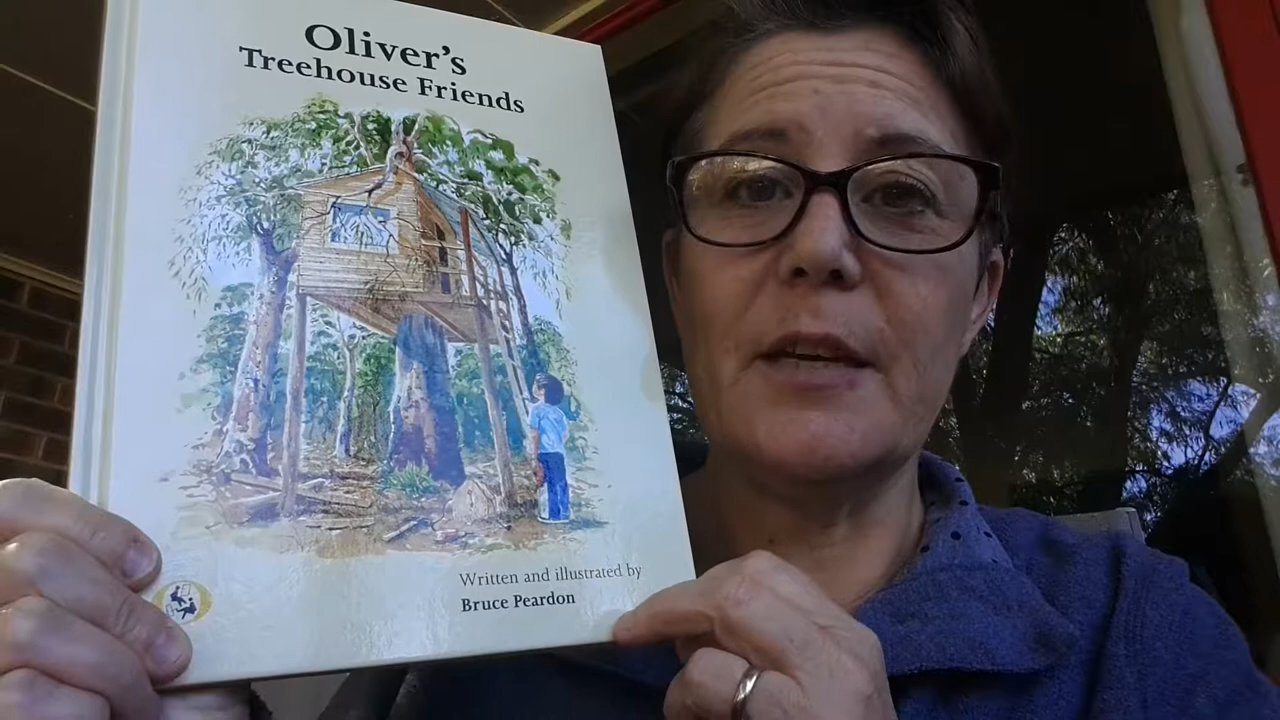 Oliver's
Treehouse Friends
Written and illustrated by
Bruce Peardon